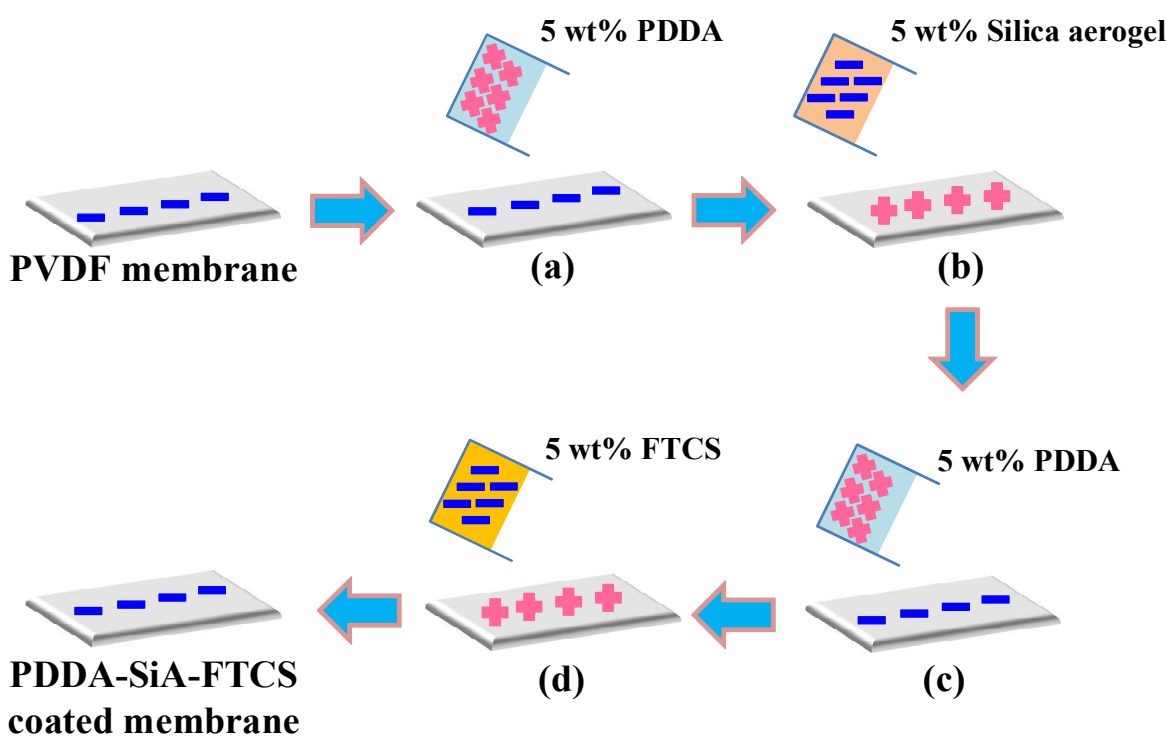 5 wt% PDDA
5 wt% Silica aerogel
PVDF membrane
(a)
(b)
5 wt% FTCS
5 wt% PDDA
PDDA-SiA-FTCS
coated membrane
(d)
(c)